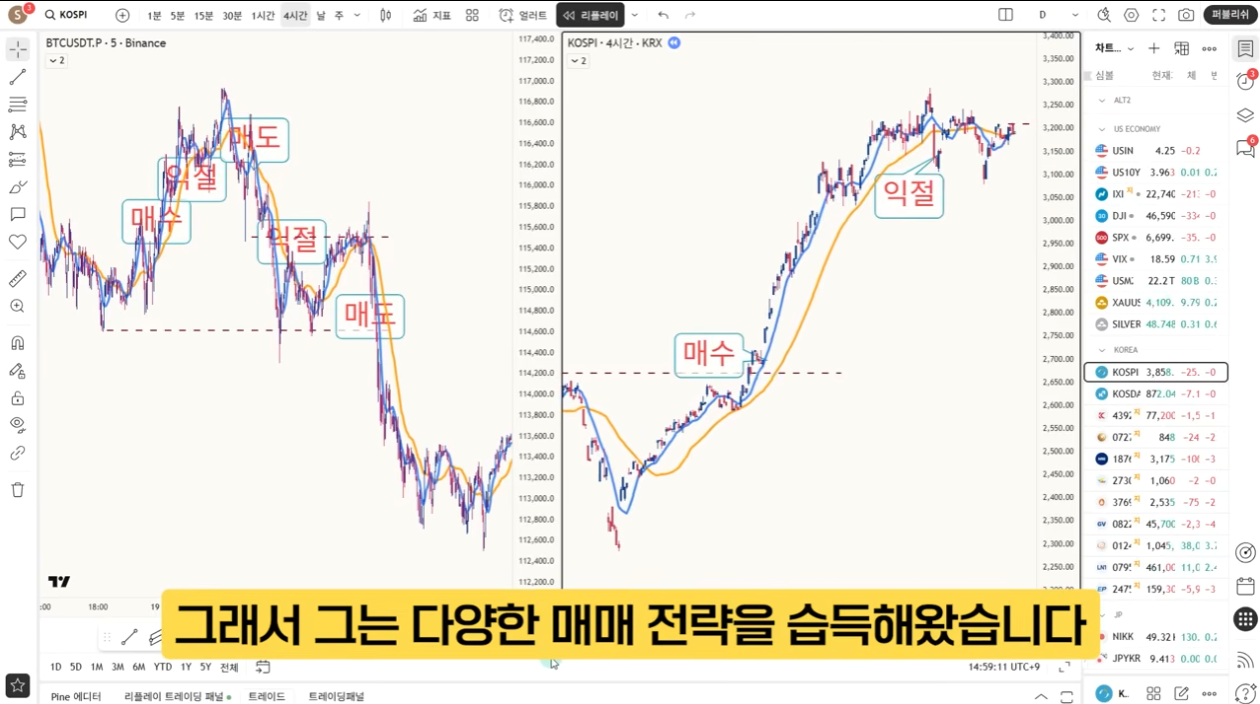 S 3 KOSPI 1분 5분 15분 30분 1시간 4시간 날 주 지표 얼러트 리플레이 D 퍼블리쉬
BTCUSDT.P · 5 · Binance
2
매도
익절
매수
익절
매도
117,400.0
117,200.0
117,000.0
116,800.0
116,600.0
116,400.0
116,200.0
116,000.0
115,800.0
115,600.0
115,400.0
115,200.0
115,000.0
114,800.0
114,600.0
114,400.0
114,200.0
114,000.0
113,800.0
113,600.0
113,400.0
113,200.0
113,000.0
112,800.0
112,600.0
112,400.0
112,200.0
:00 18:00 19
KOSPI · 4시간 · KRX
2
익절
매수
3,400.00
3,350.00
3,300.00
3,250.00
3,200.00
3,150.00
3,100.00
3,050.00
3,000.00
2,950.00
2,900.00
2,850.00
2,800.00
2,750.00
2,700.00
2,650.00
2,600.00
2,550.00
2,500.00
2,450.00
2,400.00
2,350.00
2,300.00
2,250.00
2,200.00
차트...
심볼 현재 체 변
ALT2
US ECONOMY
USIN 4.25 -0.2
US10Y 3.963 0.01 0.2
IXI 22,740 -213 -0
DJI 46,590 -334 -0
SPX 6,699. -35. -0
VIX 18.59 0.71 3.9
USM 22.2 T 80 B 0.3
XAUUS 4,109. 9.79 0.2
SILVER 48.748 0.31 0.6
KOREA
KOSPI 3,858. -25. -0
KOSDA 872.04 -7.1 -0
4392 77,200 -1,5 -1
072 848 -24 -2
1876 3,175 -100 -3
2730 1,060 -2 -0
3769 2,535 -75 -2
0822 45,700 -2,3 -4
012 1,045, 38,0 3.7
079 461,00 11,0 2.4
247 159,30 -5,9 -3
JP
NIKK 49.32 130. 0.2
JPYKR 9.413 0.00 0.0
3
6
그래서 그는 다양한 매매 전략을 습득해왔습니다
1D 5D 1M 3M 6M YTD 1Y 5Y 전체 14:59:11 UTC+9
Pine 에디터 리플레이 트레이딩 패널 트레이드 트레이딩패널 K..